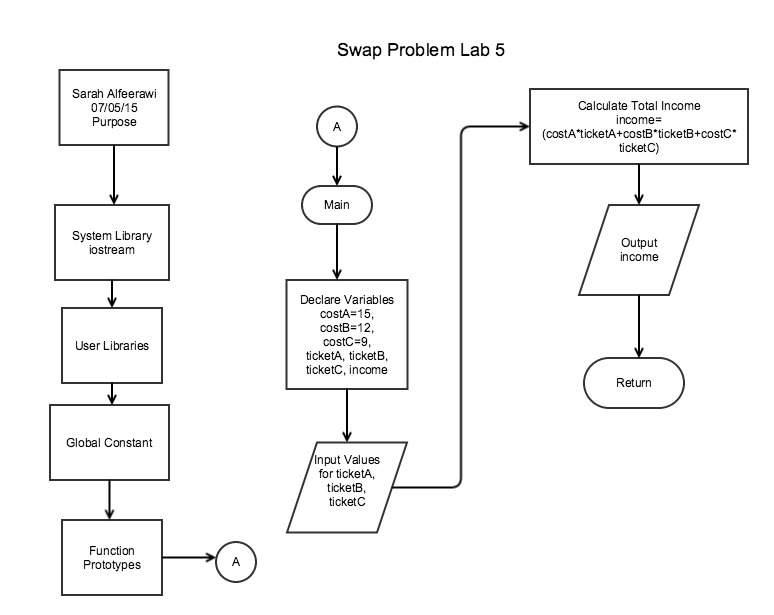 Swap Problem Lab 5
Sarah Alfeerawi
07/05/15
Purpose
System Library
iostream
User Libraries
Global Constant
Function
Prototypes
A
A
Main
Declare Variables
costA=15,
costB=12,
costC=9,
ticketA, ticketB,
ticketC, income
Input Values
for ticketA,
ticketB,
ticketC
Calculate Total Income
income=
(costA*ticketA+costB*ticketB+costC*
ticketC)
Output
income
Return